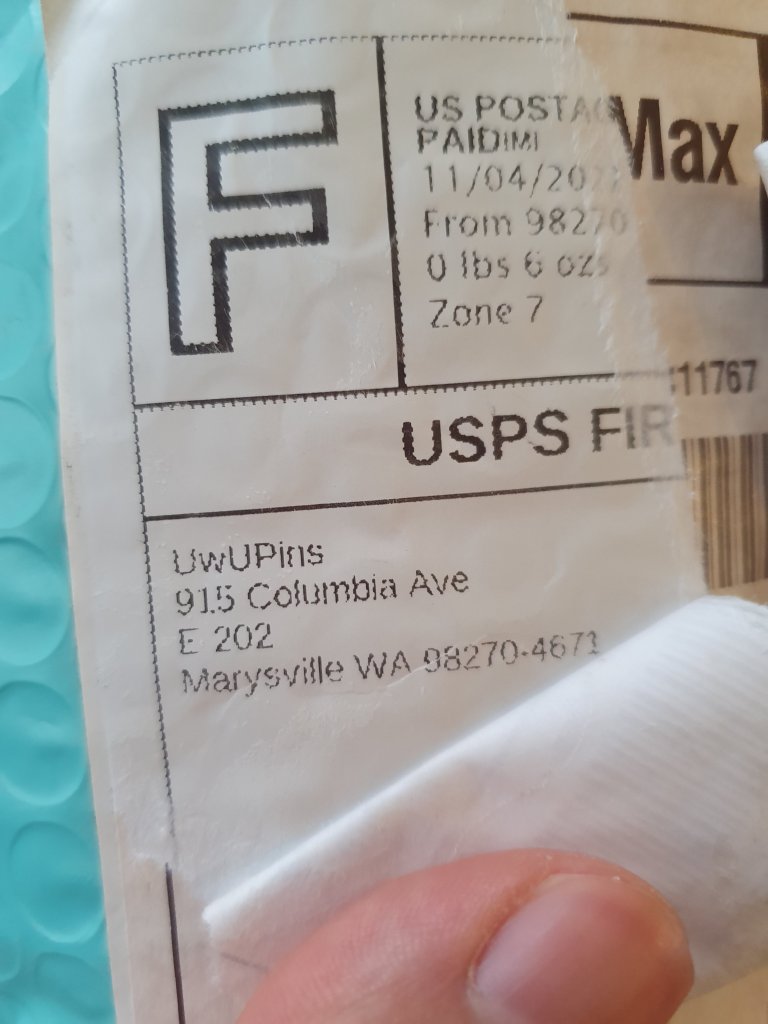 F
US POSTAG
PAIDIMI
11/04/202
From 98270
0 lbs 6 ozs
Zone 7
Max
11767
USPS FIR
UwUPins
915 Columbia Ave
E 202
Marysville WA 98270-4671